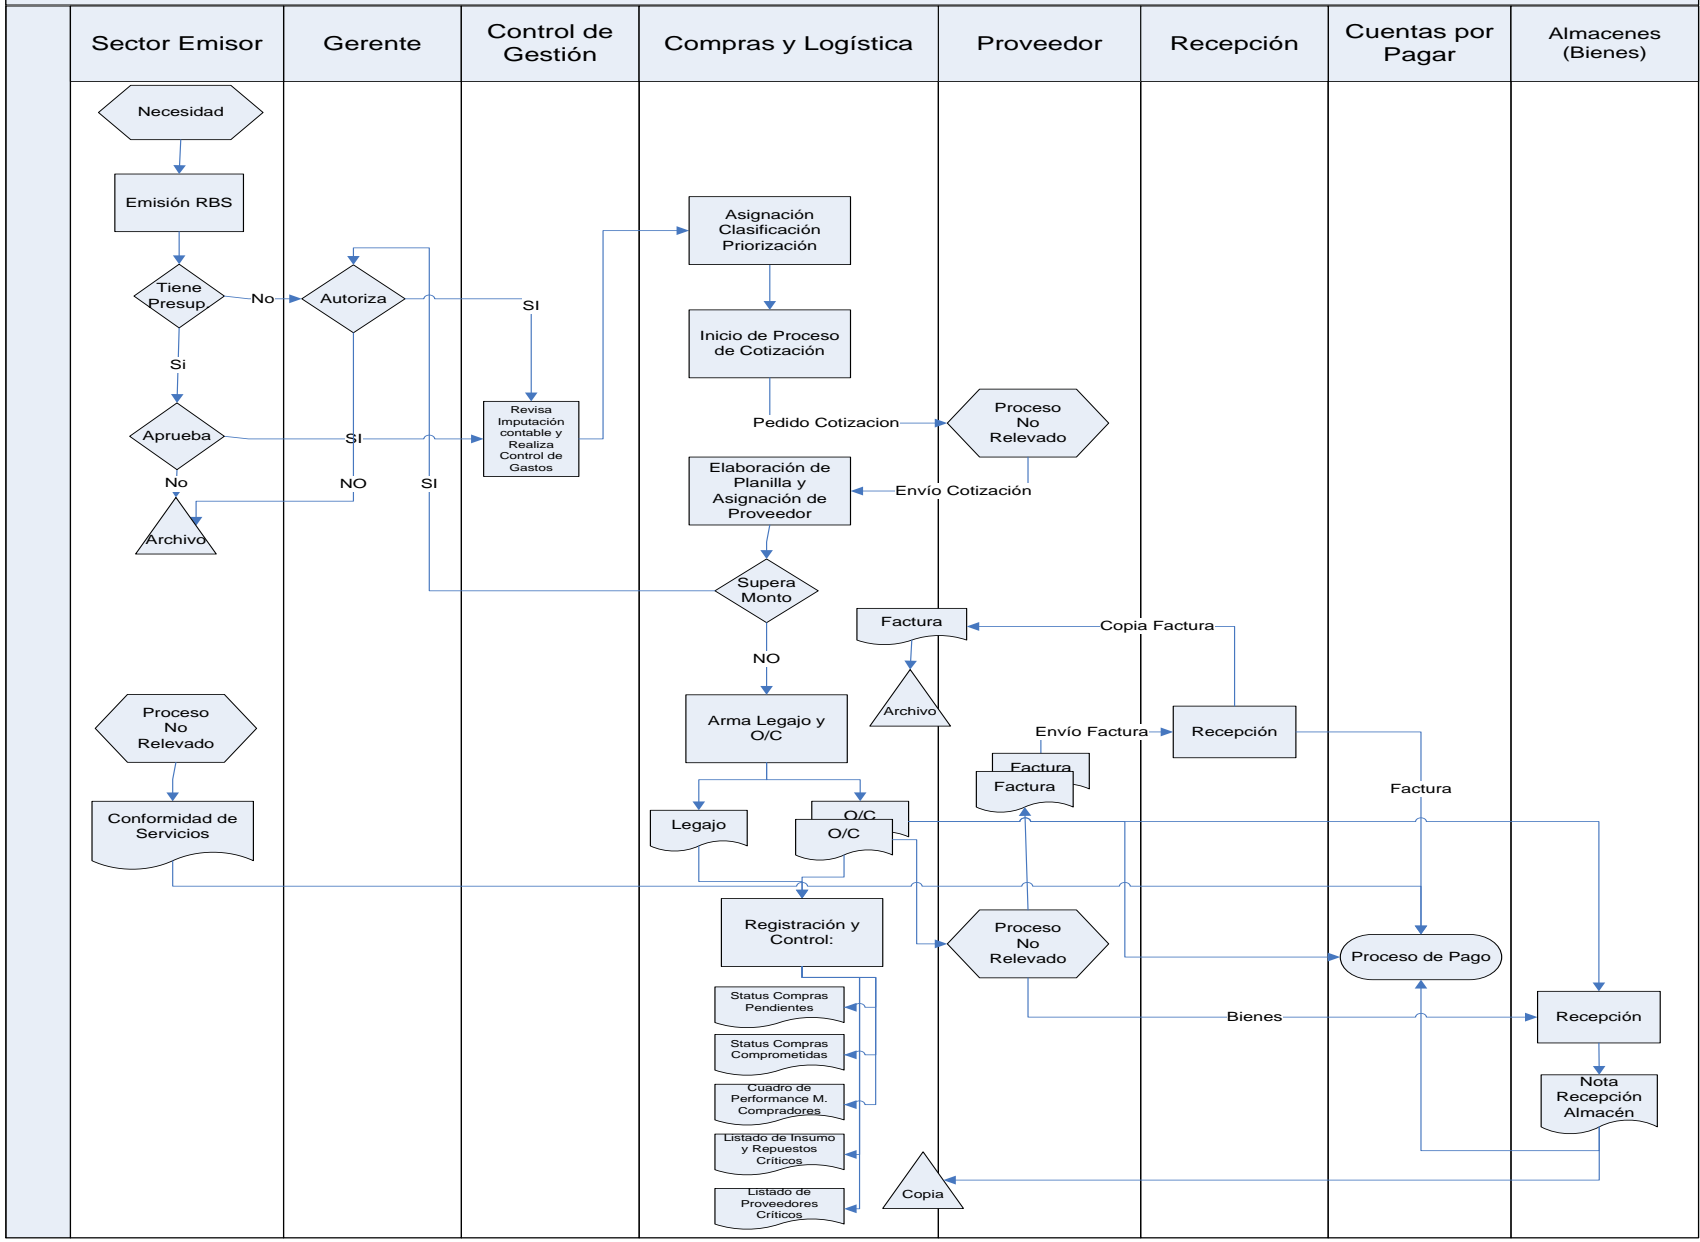 Sector Emisor
Gerente
Control de
Gestión
Compras y Logística
Proveedor
Recepción
Cuentas por
Pagar
Almacenes
(Bienes)
Necesidad
Emisión RBS
Tiene
Presup.
No
Autoriza
SI
Si
Aprueba
SI
No
NO
SI
Archivo
Revisa
Imputación
contable y
Realiza
Control de
Gastos
Asignación
Clasificación
Priorización
Inicio de Proceso
de Cotización
Pedido Cotizacion
Proceso
No
Relevado
Envío Cotización
Elaboración de
Planilla y
Asignación de
Proveedor
Supera
Monto
NO
Factura
Copia Factura
Archivo
Arma Legajo y
O/C
Envío Factura
Recepción
Factura
Factura
Factura
Proceso
No
Relevado
Conformidad de
Servicios
Legajo
O/C
O/C
Registración y
Control:
Proceso
No
Relevado
Proceso de Pago
Bienes
Recepción
Nota
Recepción
Almacén
Status Compras
Pendientes
Status Compras
Comprometidas
Cuadro de
Performance M.
Compradores
Listado de Insumo
y Repuestos
Críticos
Listado de
Proveedores
Críticos
Copia